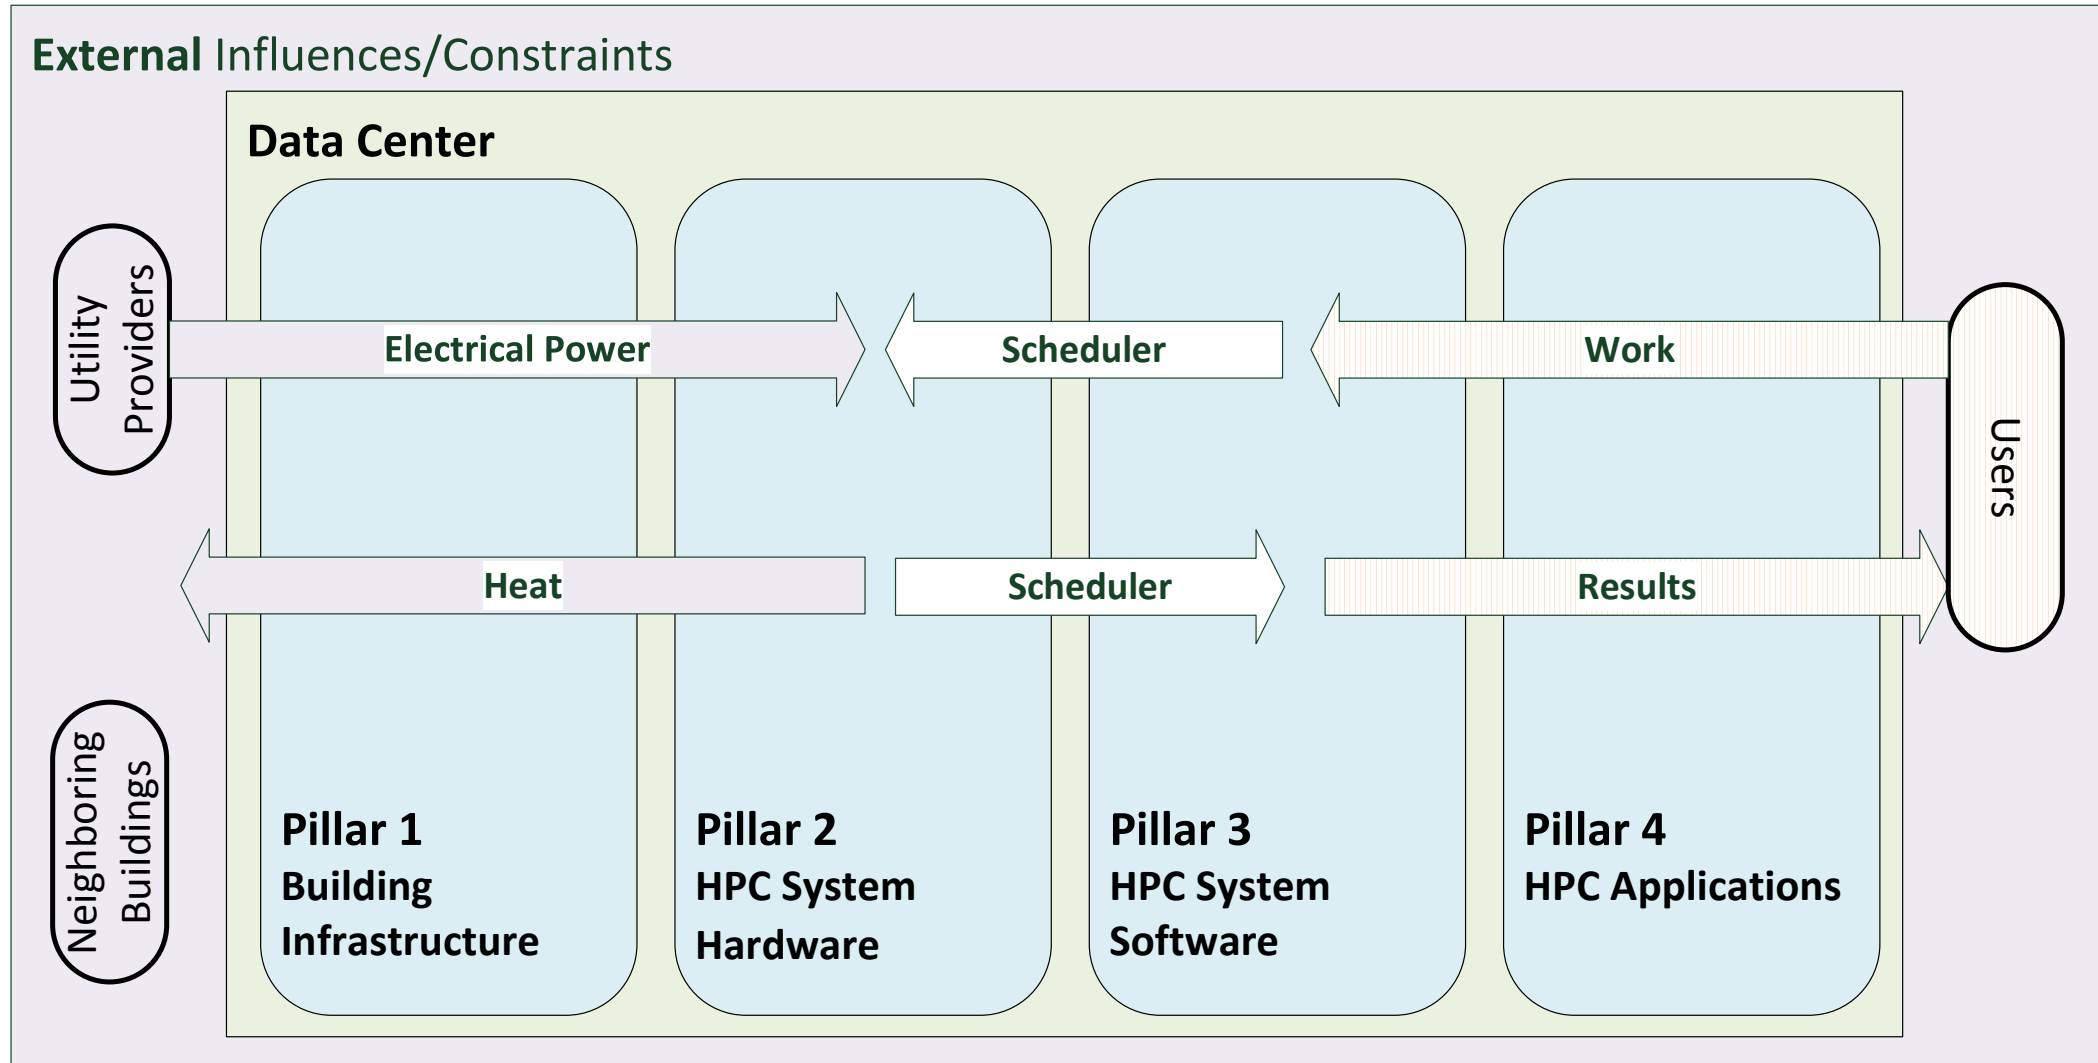 External Influences/Constraints
Data Center
Utility
Providers
Electrical Power
Scheduler
Work
Users
Heat
Scheduler
Results
Neighboring
Buildings
Pillar 1
Building
Infrastructure
Pillar 2
HPC System
Hardware
Pillar 3
HPC System
Software
Pillar 4
HPC Applications